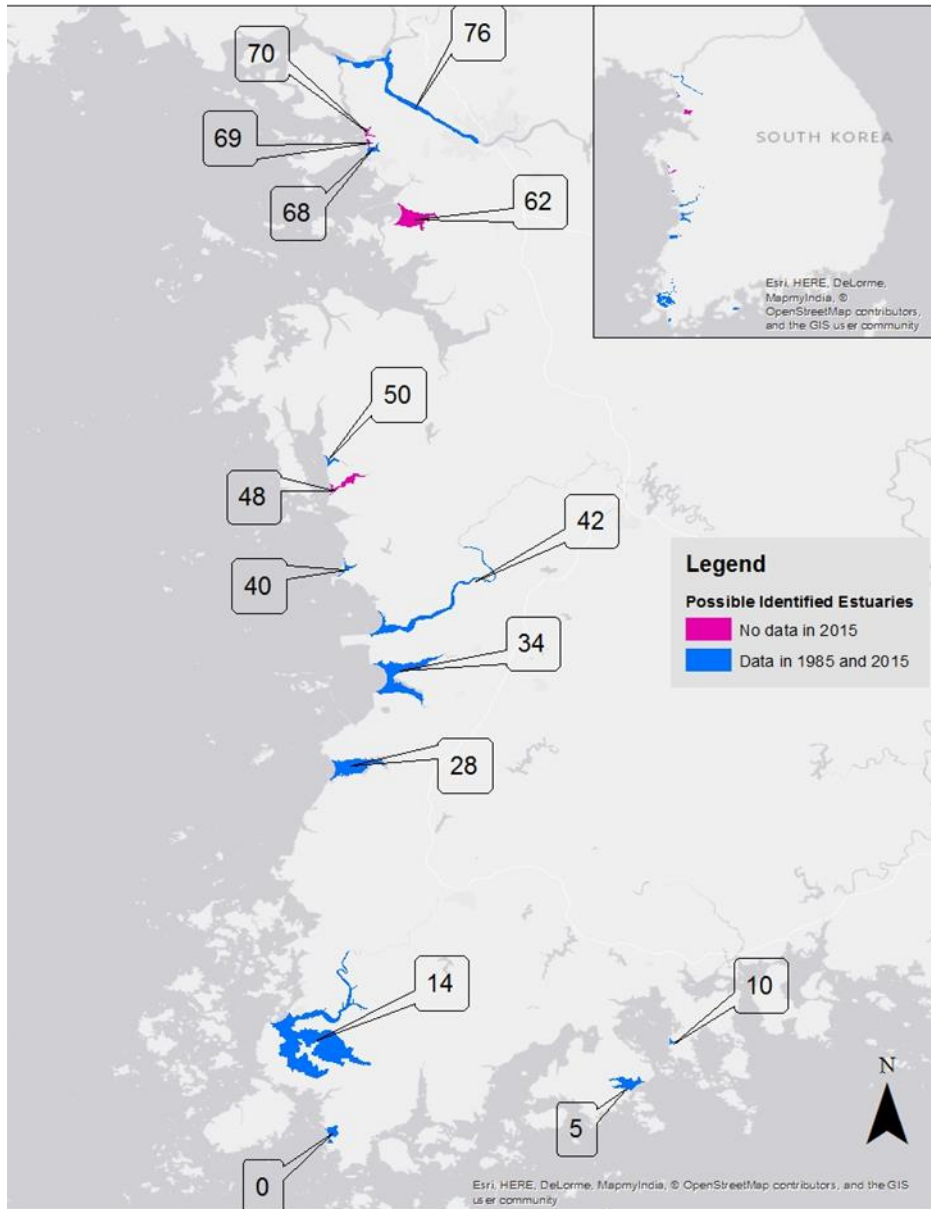 76
70
69
68
62
SOUTH KOREA
Esri, HERE, DeLorme,
MapmyIndia, ©
OpenStreetMap contributors,
and the GIS user community
50
48
42
40
Legend
Possible Identified Estuaries
No data in 2015
Data in 1985 and 2015
34
28
14
10
5
0
N
Esri, HERE, DeLorme, MapmyIndia, © OpenStreetMap contributors, and the GIS
user community